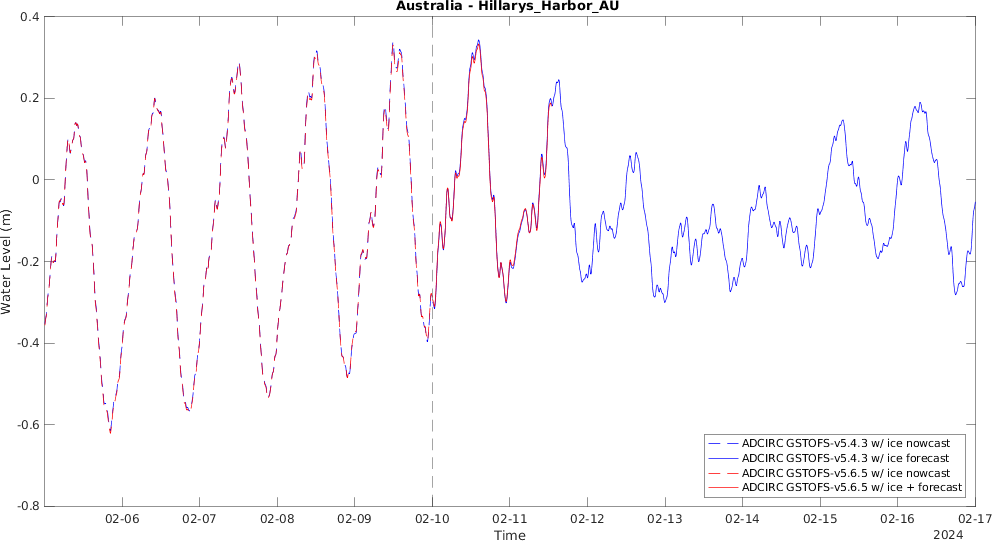 Australia - Hillarys_Harbor_AU
0.4
0.2
0
-0.2
-0.4
-0.6
-0.8
Water Level (m)
ADCIRC GSTOFS-v5.4.3 w/ ice nowcast
ADCIRC GSTOFS-v5.4.3 w/ ice forecast
ADCIRC GSTOFS-v5.6.5 w/ ice nowcast
ADCIRC GSTOFS-v5.6.5 w/ ice + forecast
02-06 02-07 02-08 02-09 02-10 02-11 02-12 02-13 02-14 02-15 02-16 02-17
Time
2024